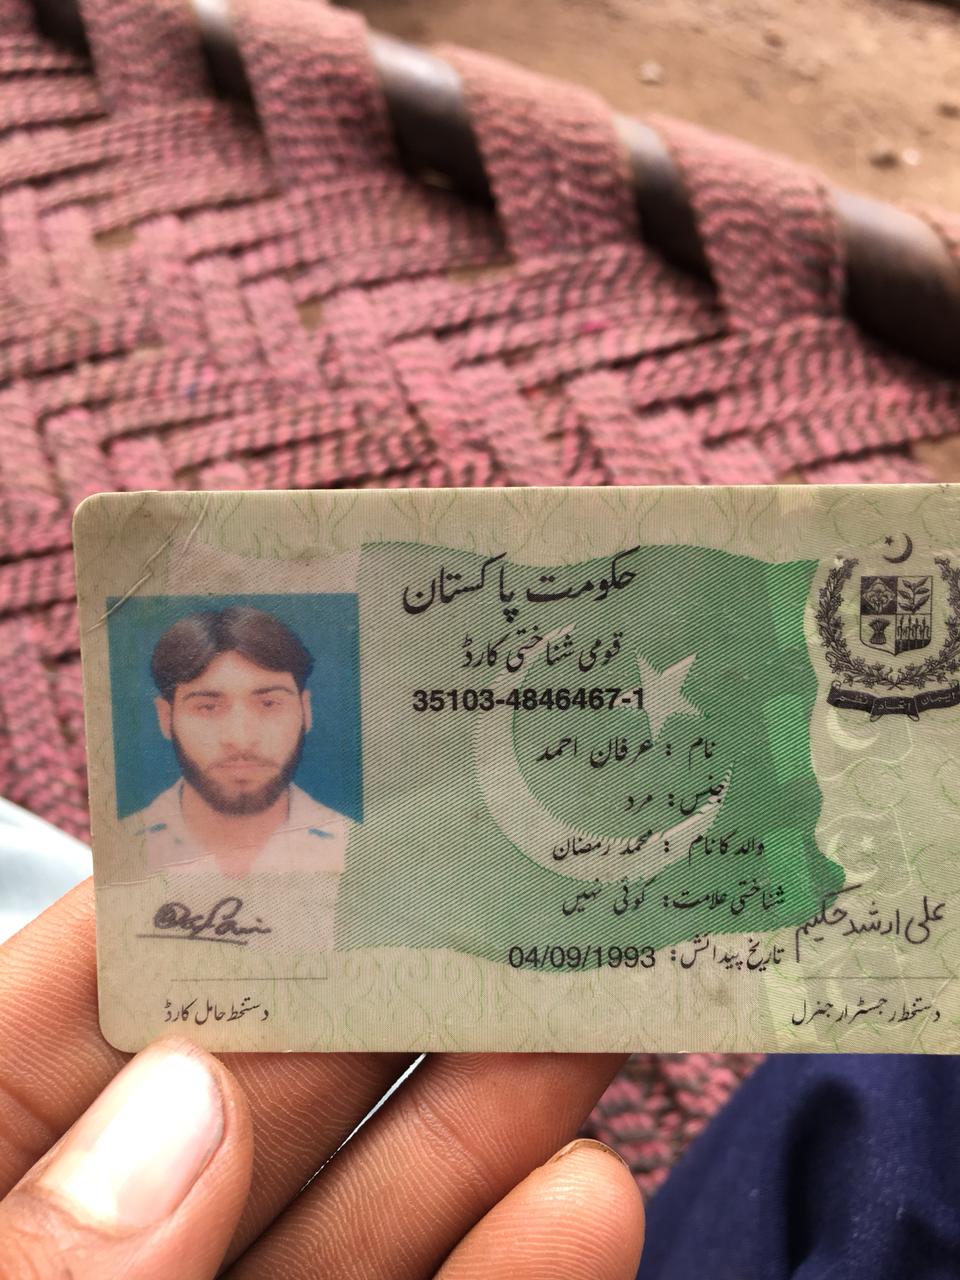 حکومت پاکستان
قومی شناختی کارڈ
35103-4846467-1
نام : عرفان احمد
جنس: مرد
والد کا نام : محمد رمضان
شناختی علامت: کوئی نہیں
تاریخ پیدائش: 04/09/1993
علی ارشد حکیم
دستخط رجسٹرار جنرل
دستخط حامل کارڈ